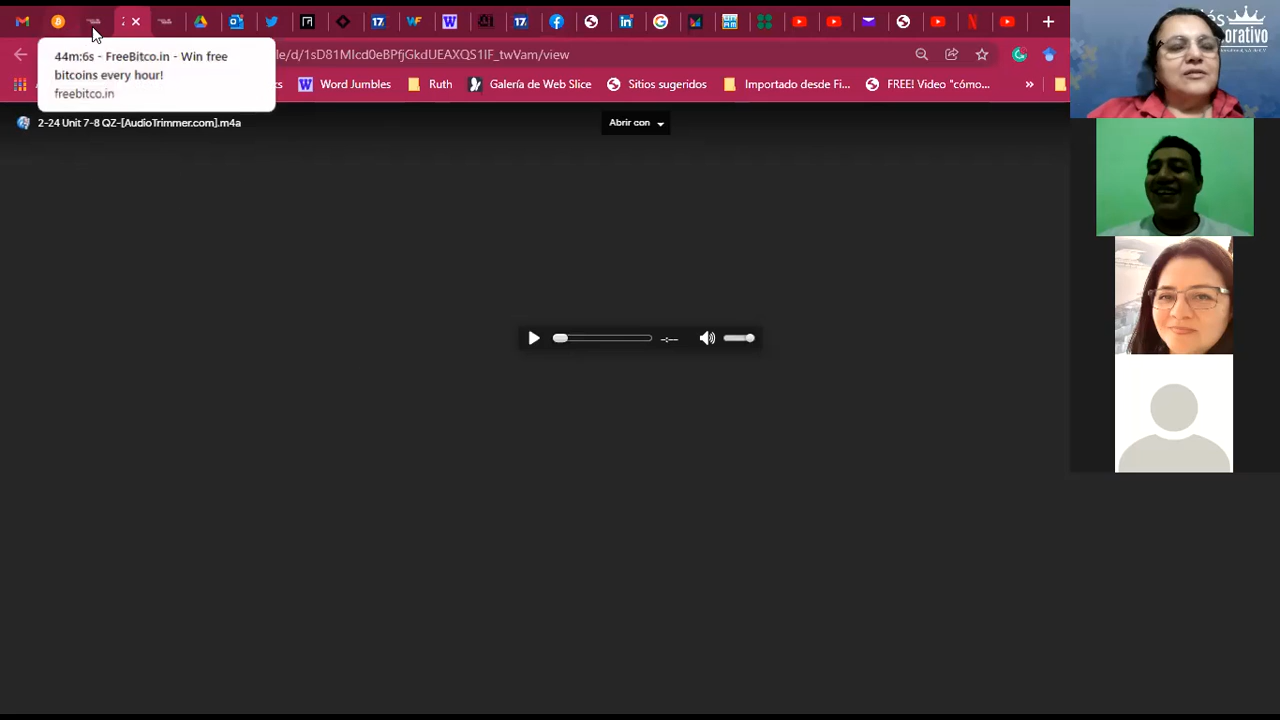 44m:6s - FreeBitco.in - Win free
bitcoins every hour!
freebitco.in
le/d/1sD81MIcd0eBPfjGkdUEAXQS1lF_twVam/view
Word Jumbles
Ruth
Galería de Web Slice
Sitios sugeridos
Importado desde l...
FREE! Video "cómo...
2-24 Unit 7-8 QZ-[AudioTrimmer.com].m4a
Abrir con
-:--